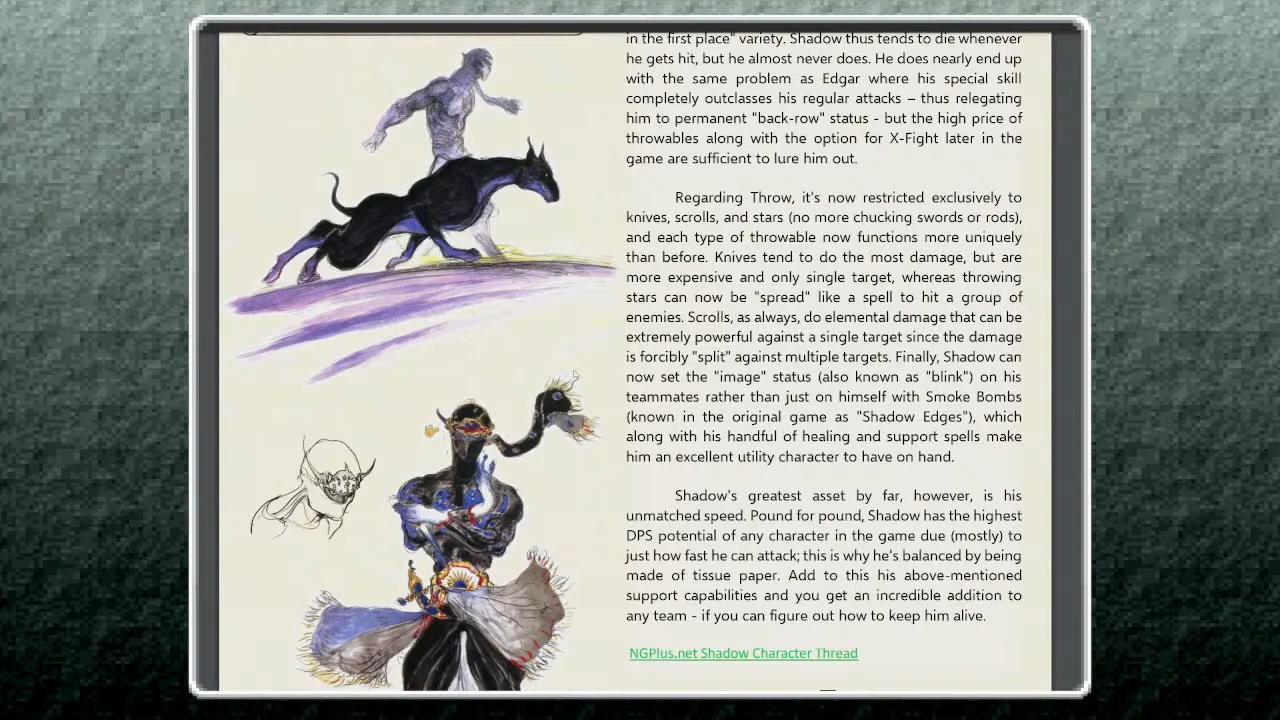 in the first place" variety. Shadow thus tends to die whenever
he gets hit, but he almost never does. He does nearly end up
with the same problem as Edgar where his special skill
completely outclasses his regular attacks – thus relegating
him to permanent "back-row" status - but the high price of
throwables along with the option for X-Fight later in the
game are sufficient to lure him out.
Regarding Throw, it's now restricted exclusively to
knives, scrolls, and stars (no more chucking swords or rods),
and each type of throwable now functions more uniquely
than before. Knives tend to do the most damage, but are
more expensive and only single target, whereas throwing
stars can now be "spread" like a spell to hit a group of
enemies. Scrolls, as always, do elemental damage that can be
extremely powerful against a single target since the damage
is forcibly "split" against multiple targets. Finally, Shadow can
now set the "image" status (also known as "blink") on his
teammates rather than just on himself with Smoke Bombs
(known in the original game as "Shadow Edges"), which
along with his handful of healing and support spells make
him an excellent utility character to have on hand.
Shadow's greatest asset by far, however, is his
unmatched speed. Pound for pound, Shadow has the highest
DPS potential of any character in the game due (mostly) to
just how fast he can attack; this is why he's balanced by being
made of tissue paper. Add to this his above-mentioned
support capabilities and you get an incredible addition to
any team - if you can figure out how to keep him alive.
NGPlus.net Shadow Character Thread